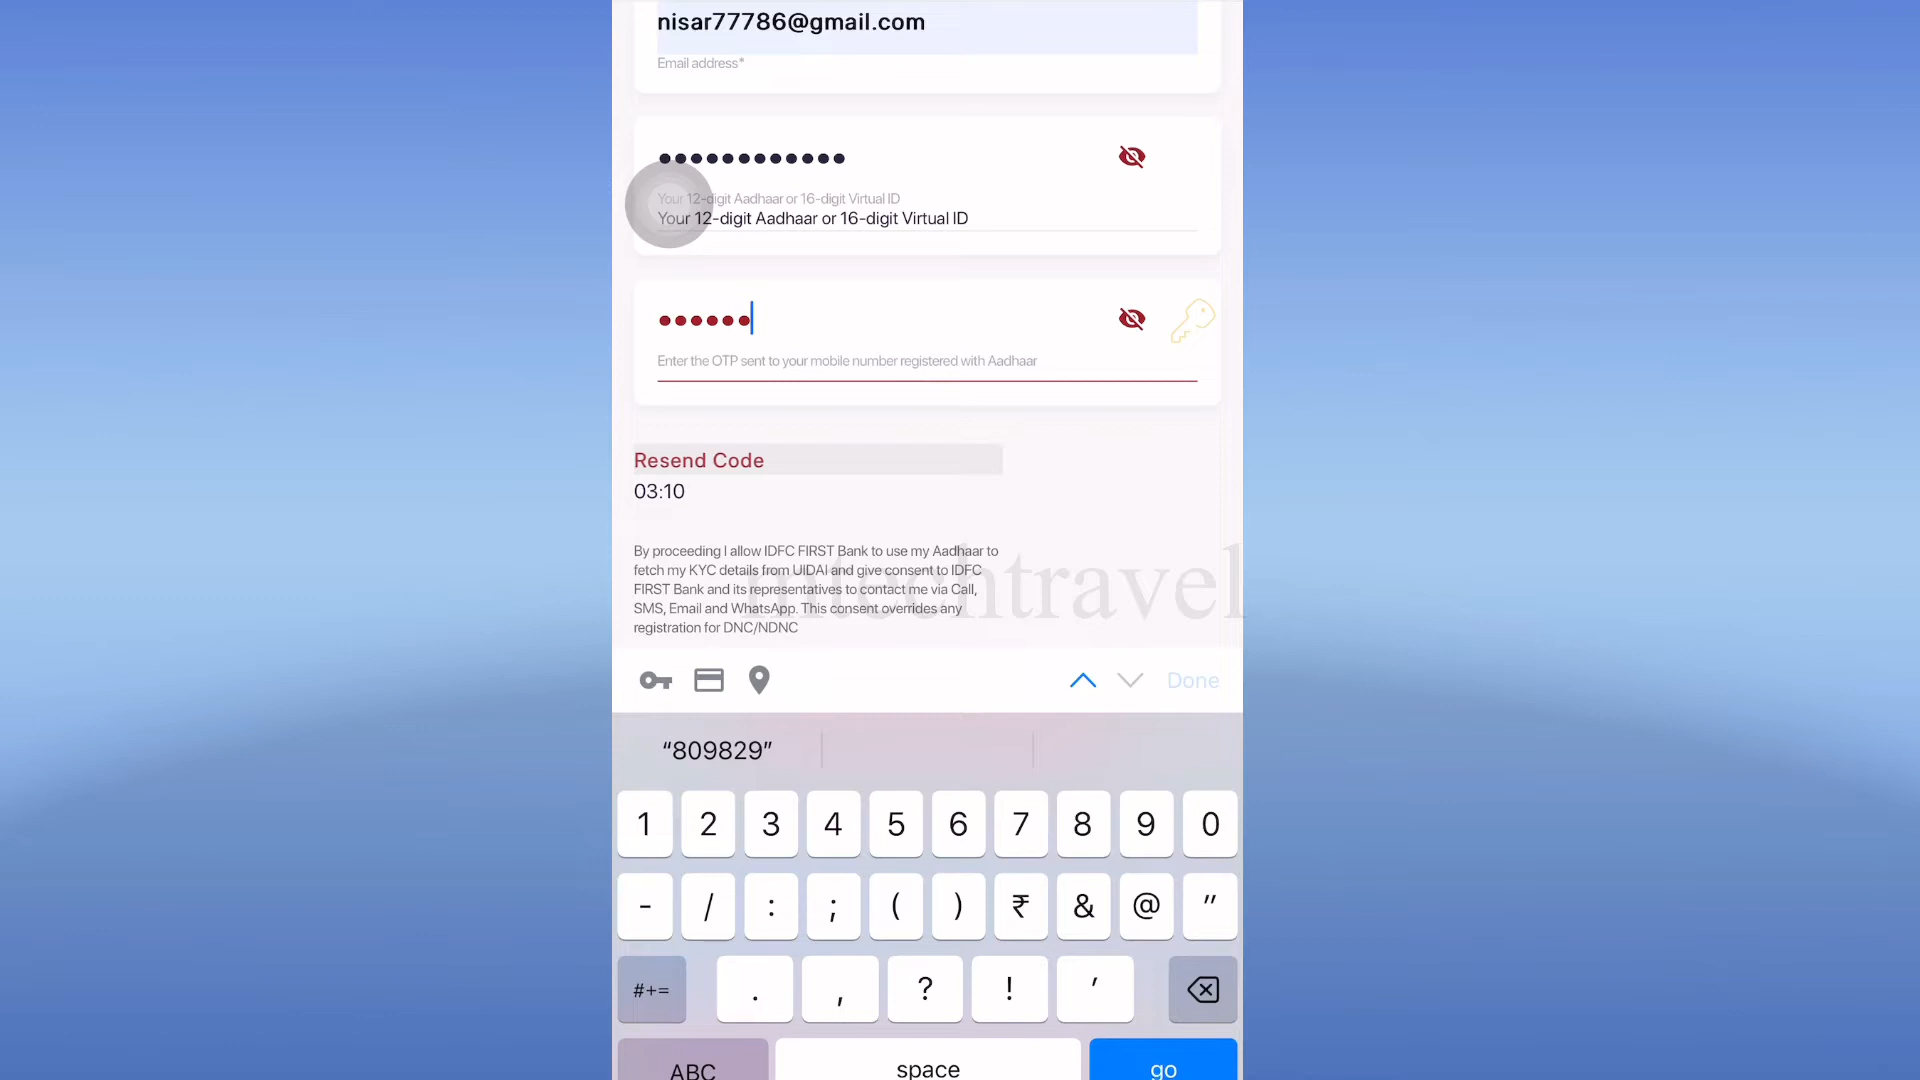 nisar77786@gmail.com
Email address*
Your 12-digit Aadhaar or 16-digit Virtual ID
Your 12-digit Aadhaar or 16-digit Virtual ID
Enter the OTP sent to your mobile number registered with Aadhaar
Resend Code
03:10
By proceeding I allow IDFC FIRST Bank to use my Aadhaar to
fetch my KYC details from UIDAI and give consent to IDFC
FIRST Bank and its representatives to contact me via Call,
SMS, Email and WhatsApp. This consent overrides any
registration for DNC/NDNC
mtechtravel
Done
“809829”
1 2 3 4 5 6 7 8 9 0
- / : ; ( ) ₹ & @ "
#+= . , ? ! '
ABC space go